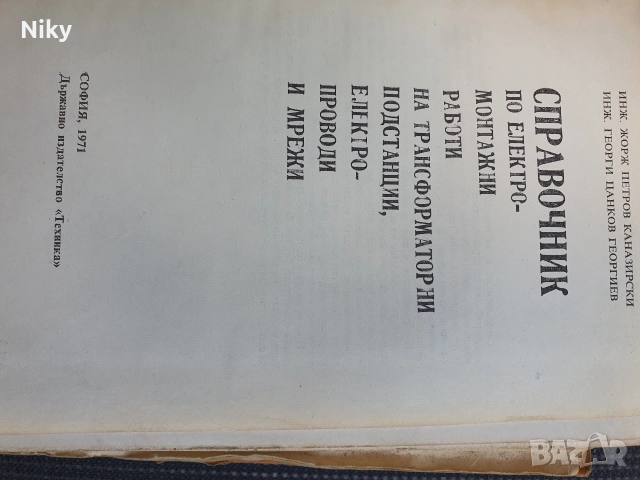 ИНЖ. ЖОРЖ ПЕТРОВ КАНАЗИРСКИ
ИНЖ. ГЕОРГИ ЦАНКОВ ГЕОРГИЕВ
СПРАВОЧНИК
ПО ЕЛЕКТРО-
МОНТАЖНИ
РАБОТИ
НА ТРАНСФОРМАТОРНИ
ПОДСТАНЦИИ,
ЕЛЕКТРО-
ПРОВОДИ
И МРЕЖИ
СОФИЯ, 1971
Държавно издателство «Техника»
Niky
BAZAR